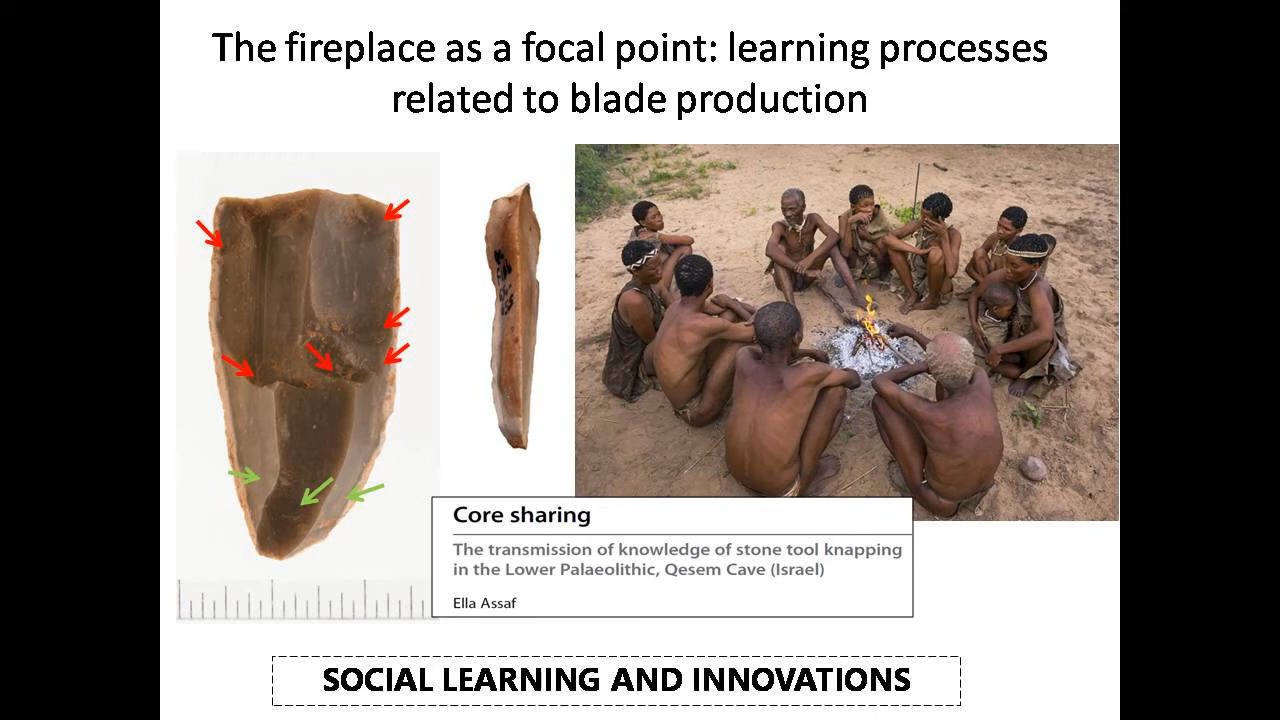 The fireplace as a focal point: learning processes
related to blade production
Core sharing
The transmission of knowledge of stone tool knapping
in the Lower Palaeolithic, Qesem Cave (Israel)
Ella Assaf
SOCIAL LEARNING AND INNOVATIONS